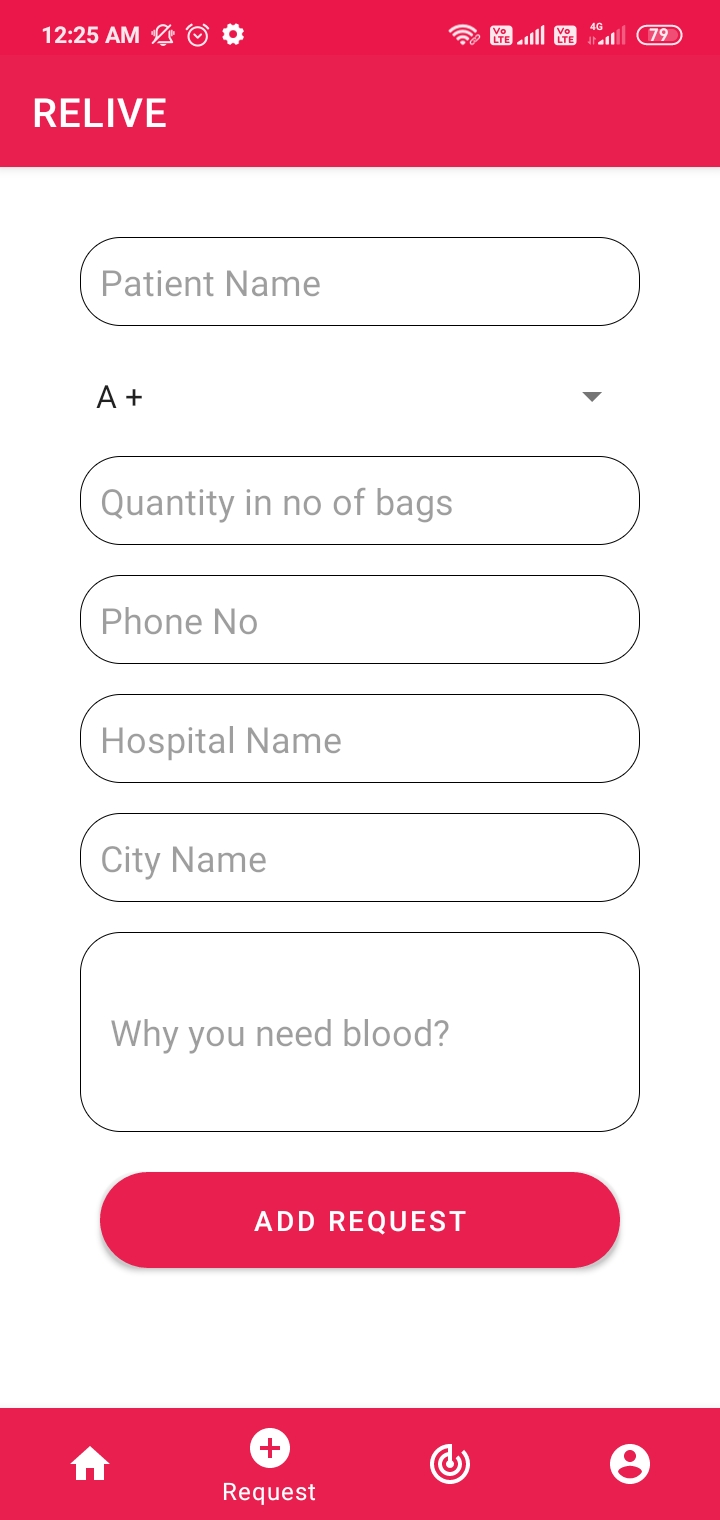 12:25 AM Vo LTE Vo LTE 4G 79
RELIVE
Patient Name
A +
Quantity in no of bags
Phone No
Hospital Name
City Name
Why you need blood?
ADD REQUEST
Request